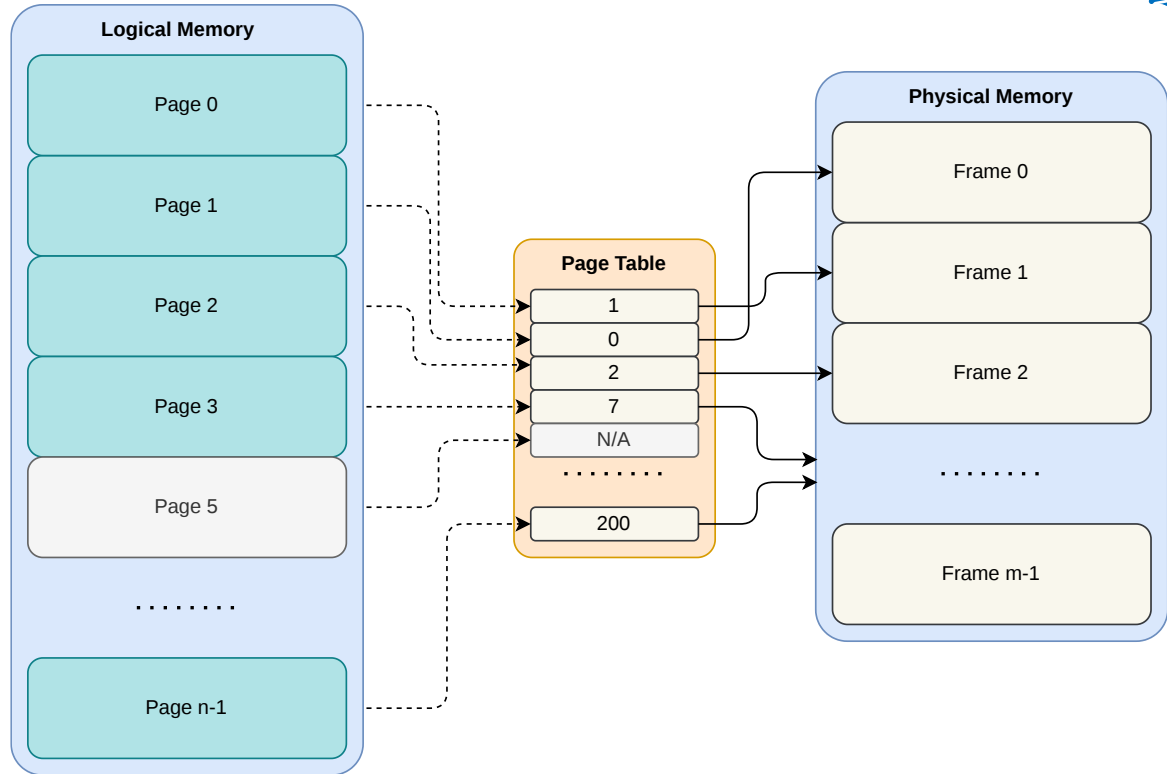 Logical Memory
Page 0
Page 1
Page 2
Page 3
Page 5
. . . . . . . .
Page n-1
Page Table
1
0
2
7
N/A
. . . . . . . .
200
Physical Memory
Frame 0
Frame 1
Frame 2
. . . . . . . .
Frame m-1